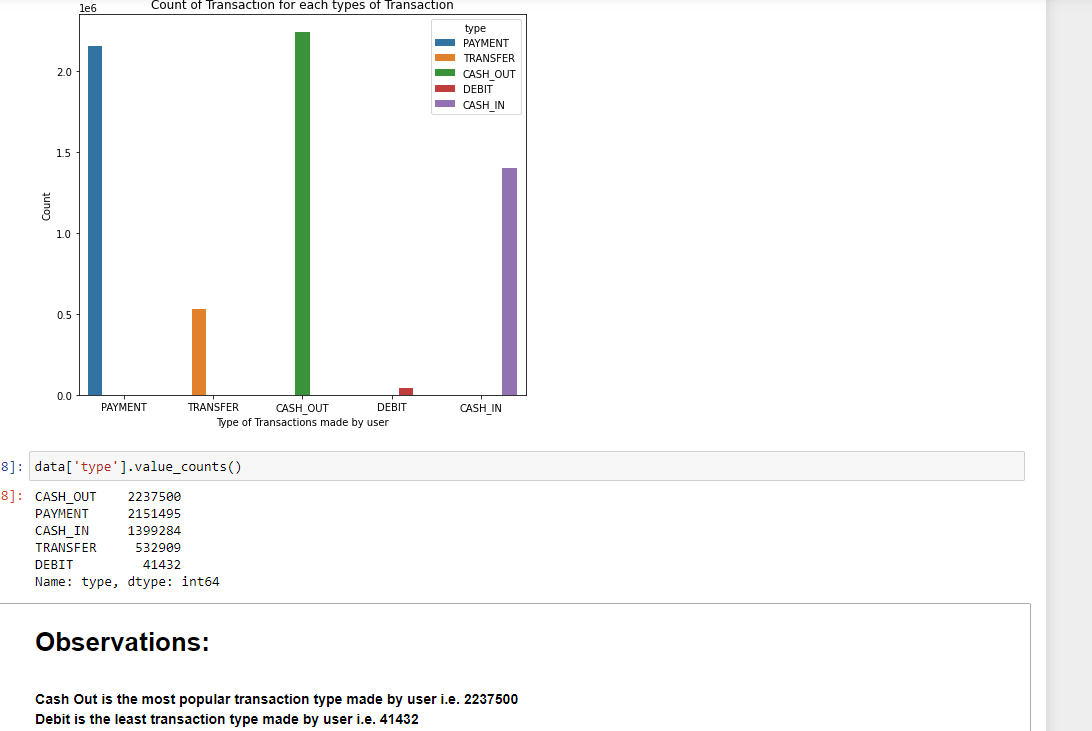 Count of Transaction for each types of Transaction
1e6
type
PAYMENT
TRANSFER
CASH_OUT
DEBIT
CASH_IN
2.0
1.5
1.0
0.5
0.0
Count
PAYMENT TRANSFER CASH_OUT DEBIT CASH_IN
Type of Transactions made by user
8]: data['type'].value_counts()
8]: CASH_OUT 2237500
PAYMENT 2151495
CASH_IN 1399284
TRANSFER 532909
DEBIT 41432
Name: type, dtype: int64
Observations:
Cash Out is the most popular transaction type made by user i.e. 2237500
Debit is the least transaction type made by user i.e. 41432